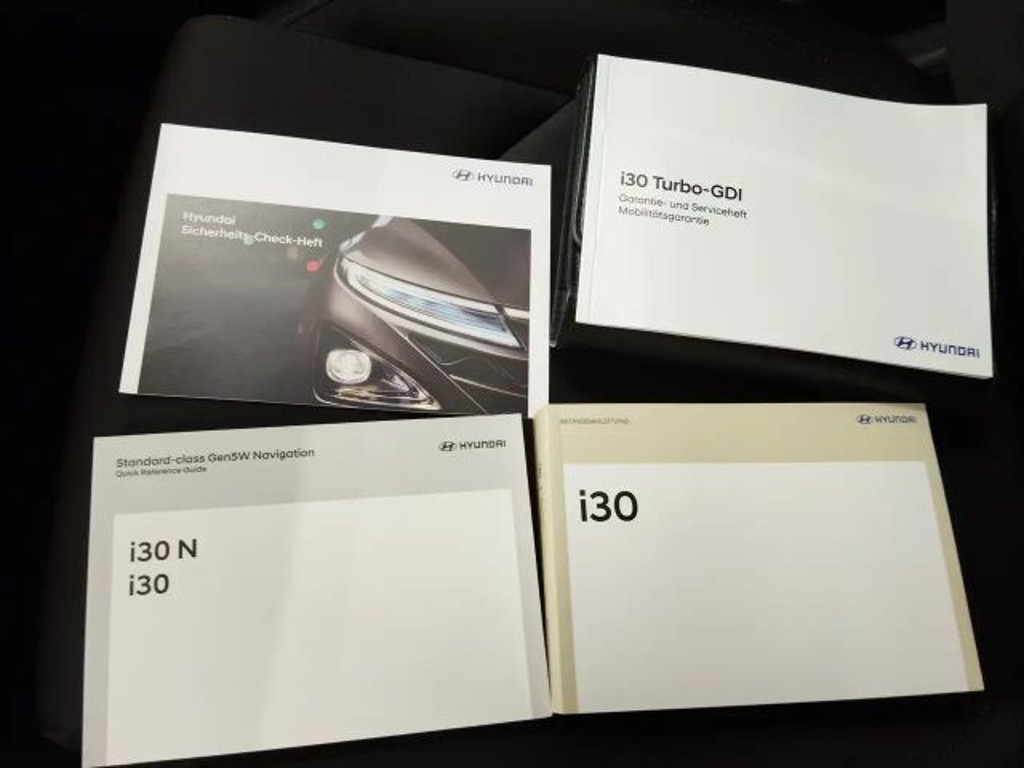 HYUNDAI
Hyundai
Sicherheits-Check-Heft
i30 Turbo-GDI
Garantie- und Serviceheft
Mobilitätsgarantie
HYUNDAI
Standard-class Gen5W Navigation
Quick Reference Guide
HYUNDAI
i30 N
i30
BETRIEBSANLEITUNG
HYUNDAI
i30